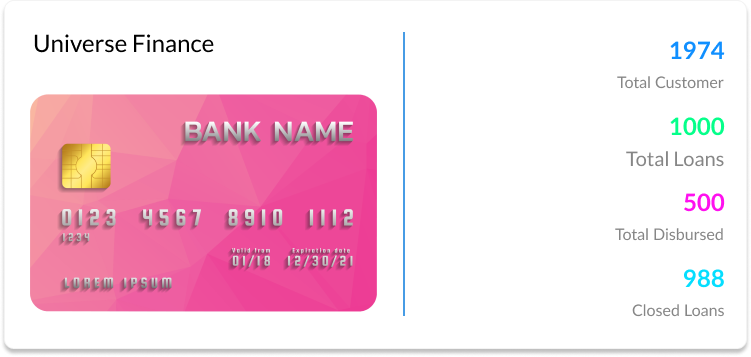 Universe Finance
BANK NAME
0123 4567 8910 1112
1234
Valid from
01/18
Expiration date
12/30/21
LOREM IPSUM
1974
Total Customer
1000
Total Loans
500
Total Disbursed
988
Closed Loans